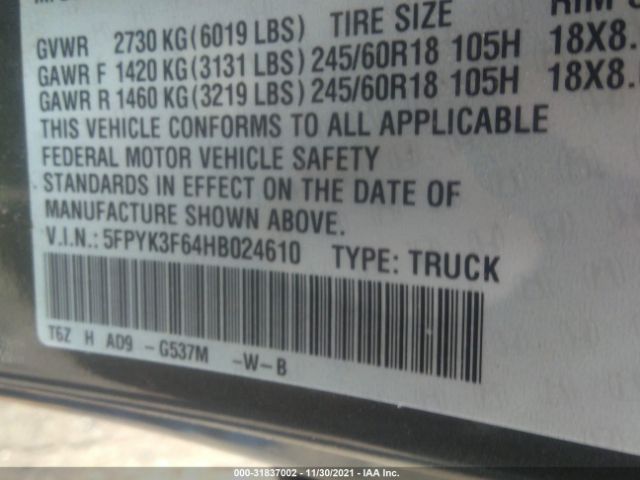 TIRE SIZE
GVWR 2730 KG (6019 LBS)
GAWR F 1420 KG (3131 LBS) 245/60R18 105H 18X8.
GAWR R 1460 KG (3219 LBS) 245/60R18 105H 18X8.
THIS VEHICLE CONFORMS TO ALL APPLICABLE
FEDERAL MOTOR VEHICLE SAFETY
STANDARDS IN EFFECT ON THE DATE OF
MANUFACTURE SHOWN ABOVE.
V.I.N.: 5FPYK3F64HB024610 TYPE: TRUCK
T6Z H AD9 - G537M -W-B
000-31837002 - 11/30/2021 - IAA Inc.